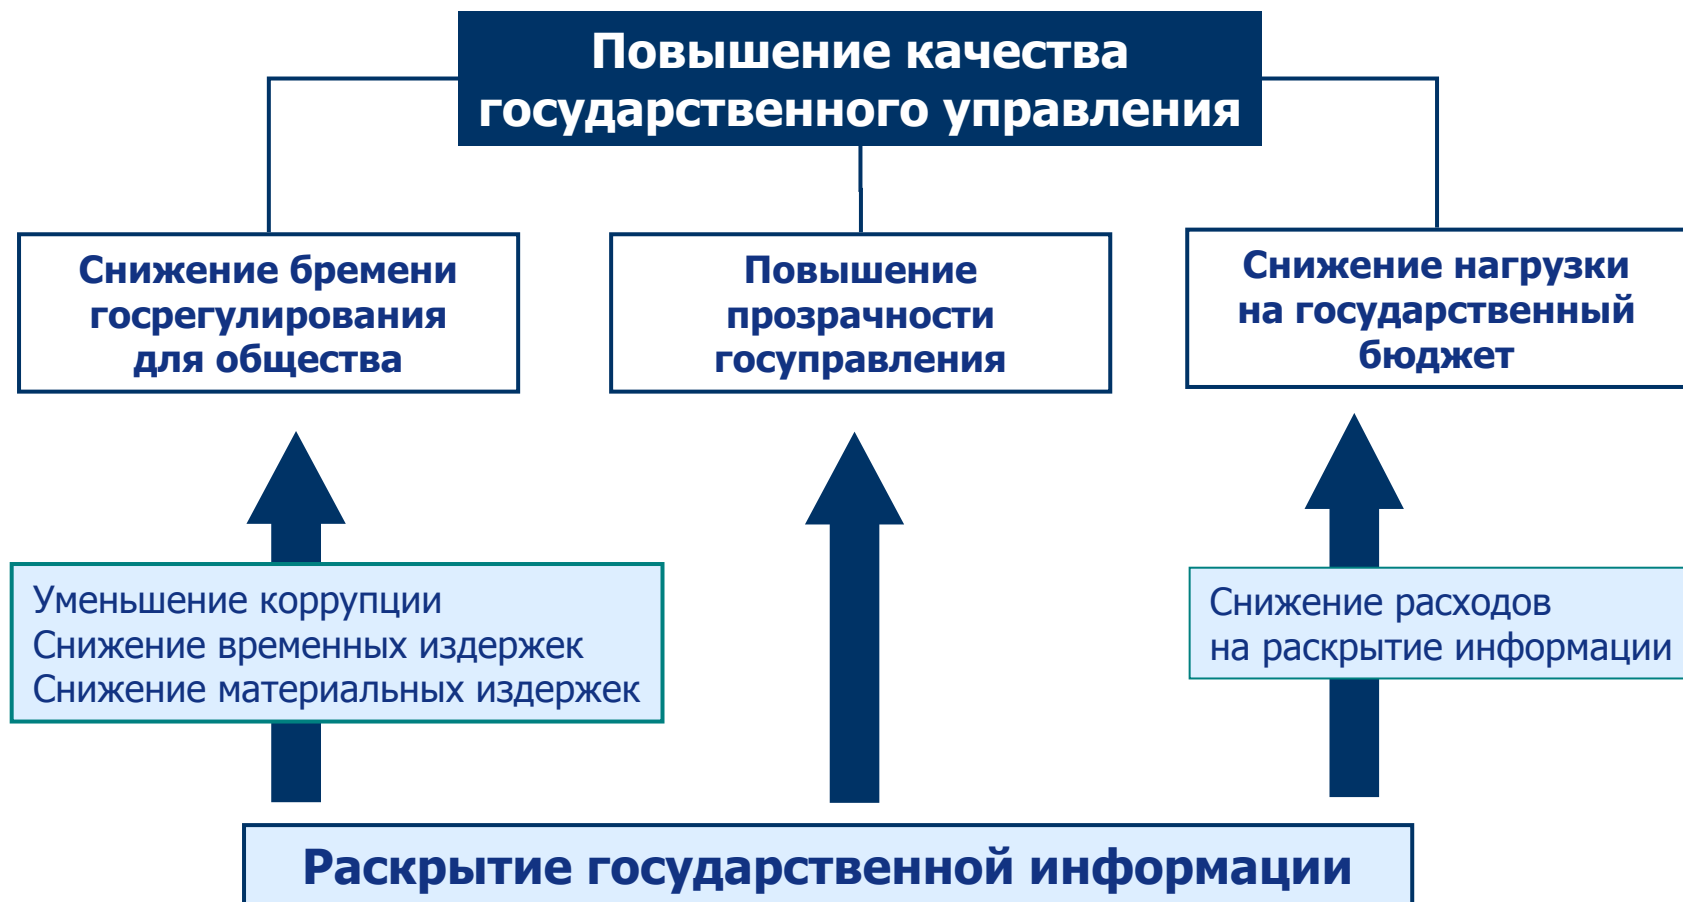 Повышение качества
государственного управления
Снижение бремени
госрегулирования
для общества
Повышение
прозрачности
госуправления
Снижение нагрузки
на государственный
бюджет
Уменьшение коррупции
Снижение временных издержек
Снижение материальных издержек
Снижение расходов
на раскрытие информации
Раскрытие государственной информации